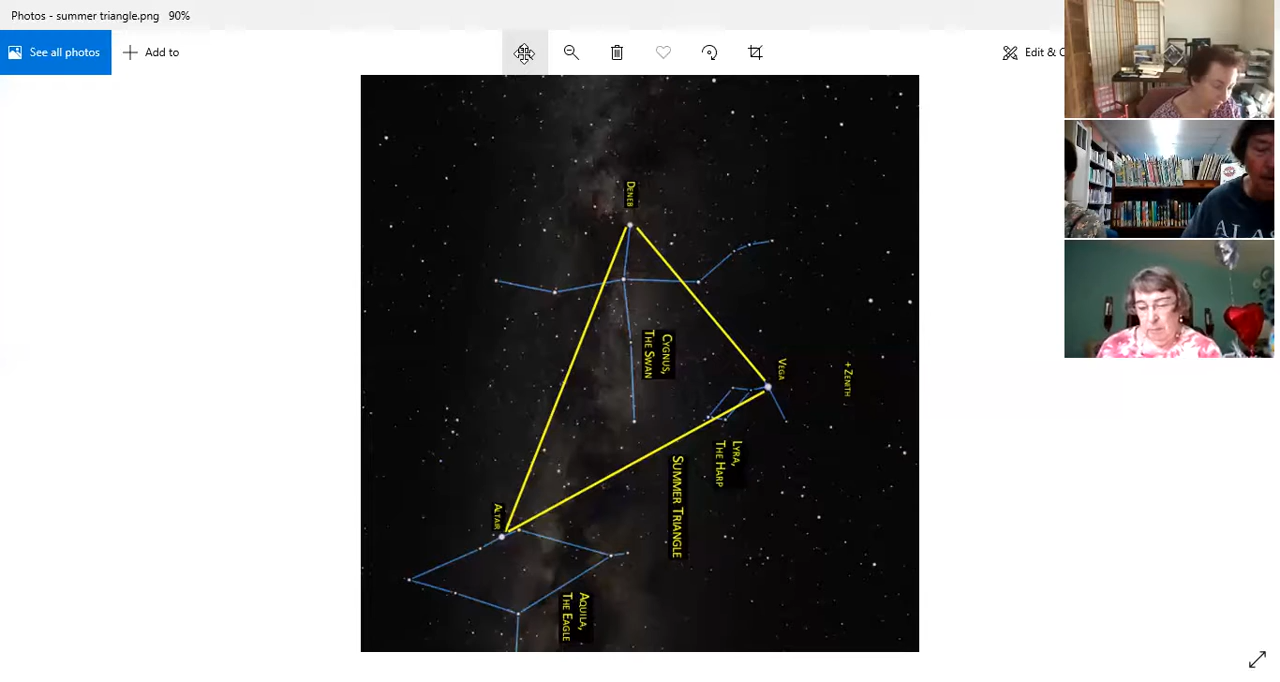 Photos - summer triangle.png 90%
See all photos
Add to
Edit & C
DENEB
CYGNUS,
THE SWAN
VEGA
+ ZENITH
LYRA,
THE HARP
SUMMER TRIANGLE
ALTAIR
AQUILA,
THE EAGLE
ALAS